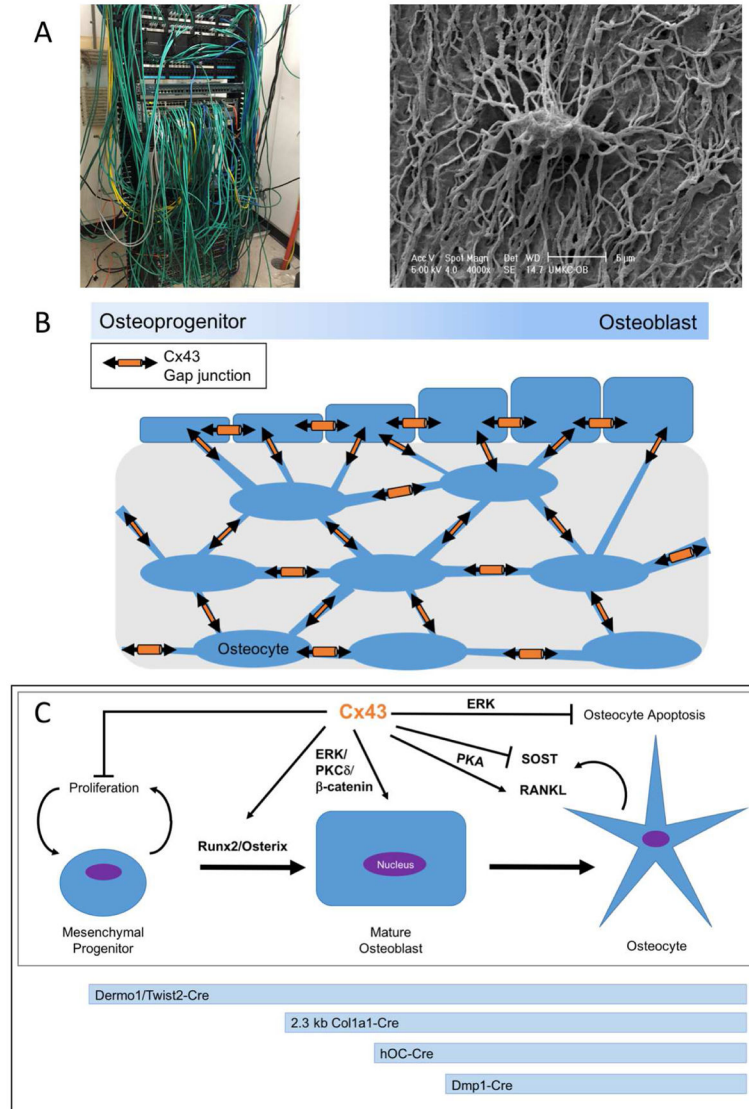 A
Acc.V Spot Magn Det WD
5.00 kV 4.0 4000x SE 14.7 UMKC-OB
5µm
B
Osteoprogenitor Osteoblast
Cx43
Gap junction
Osteocyte
C
Cx43
ERK
Osteocyte Apoptosis
ERK/
PKCδ/
β-catenin
PKA
SOST
RANKL
Proliferation
Runx2/Osterix
Nucleus
Mesenchymal
Progenitor
Mature
Osteoblast
Osteocyte
Dermo1/Twist2-Cre
2.3 kb Col1a1-Cre
hOC-Cre
Dmp1-Cre